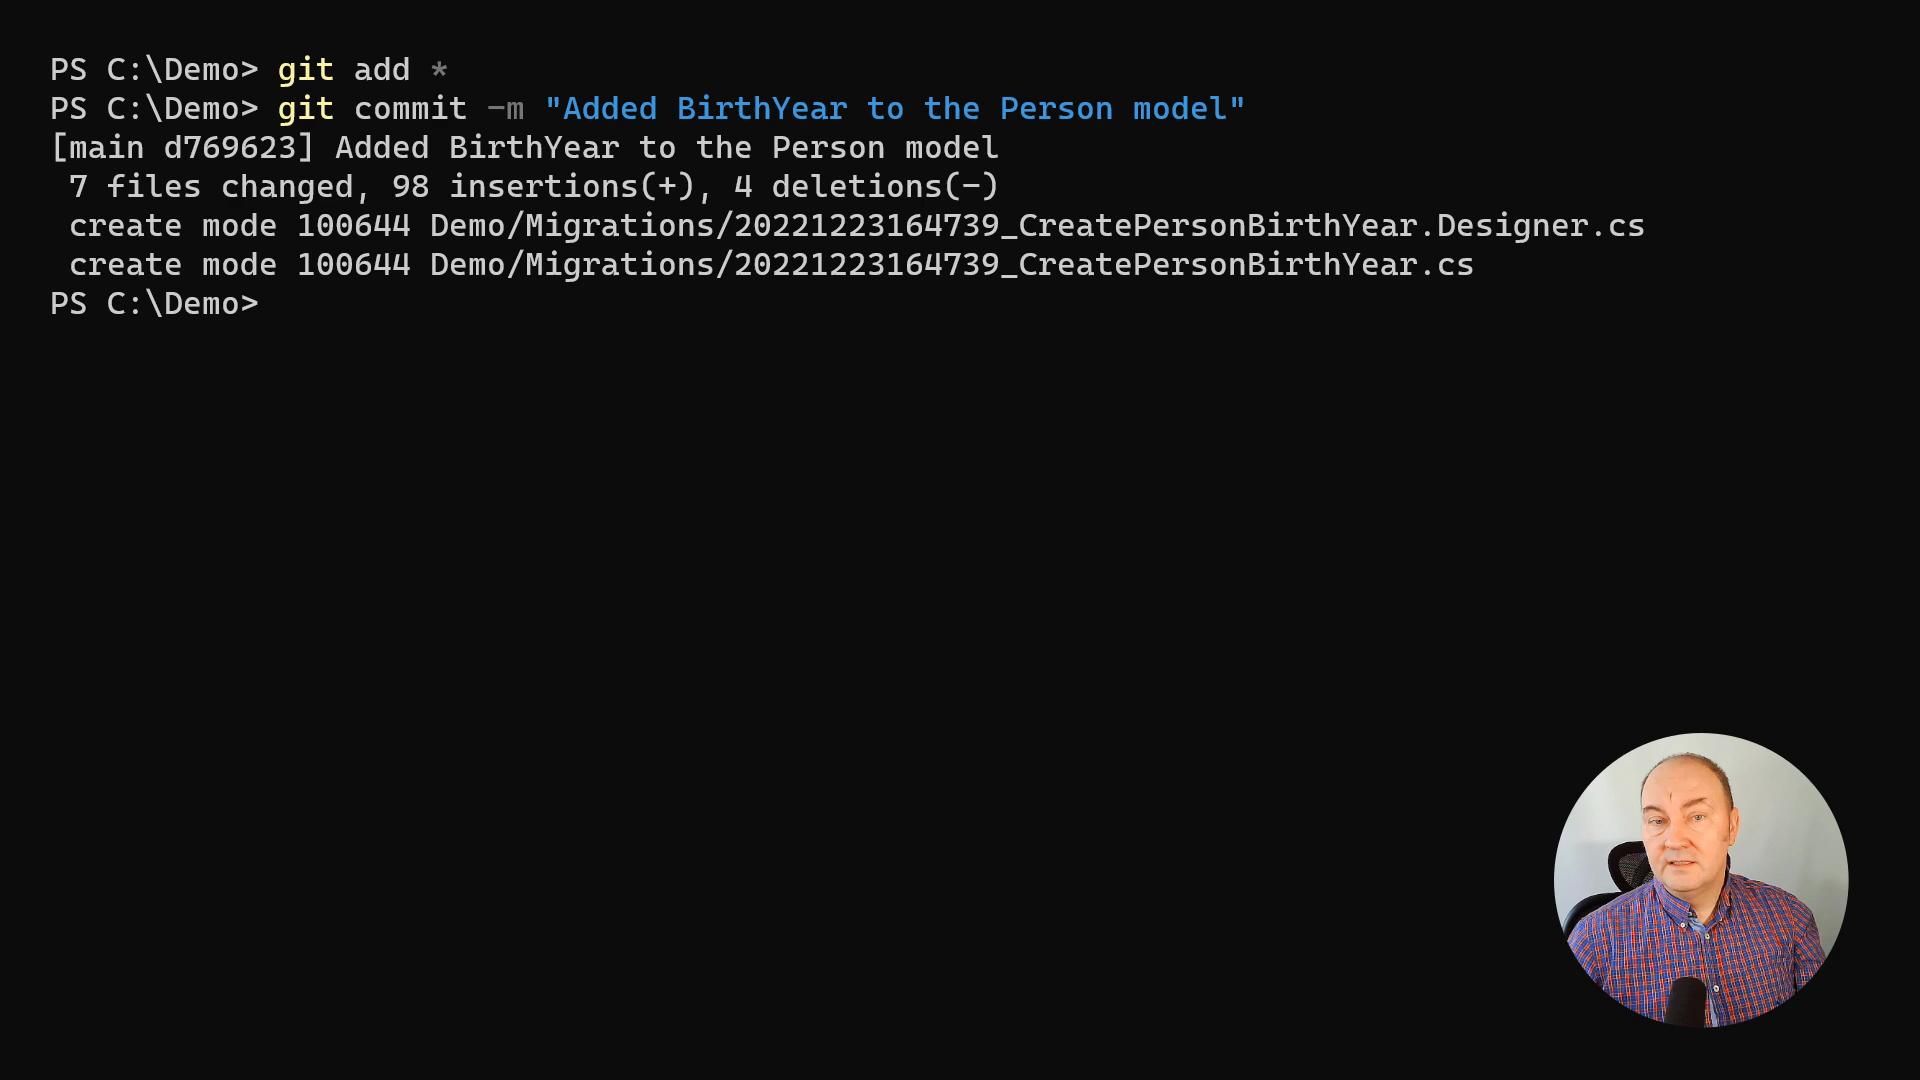 PS C:\Demo> git add *
PS C:\Demo> git commit -m "Added BirthYear to the Person model"
[main d769623] Added BirthYear to the Person model
 7 files changed, 98 insertions(+), 4 deletions(-)
 create mode 100644 Demo/Migrations/20221223164739_CreatePersonBirthYear.Designer.cs
 create mode 100644 Demo/Migrations/20221223164739_CreatePersonBirthYear.cs
PS C:\Demo>